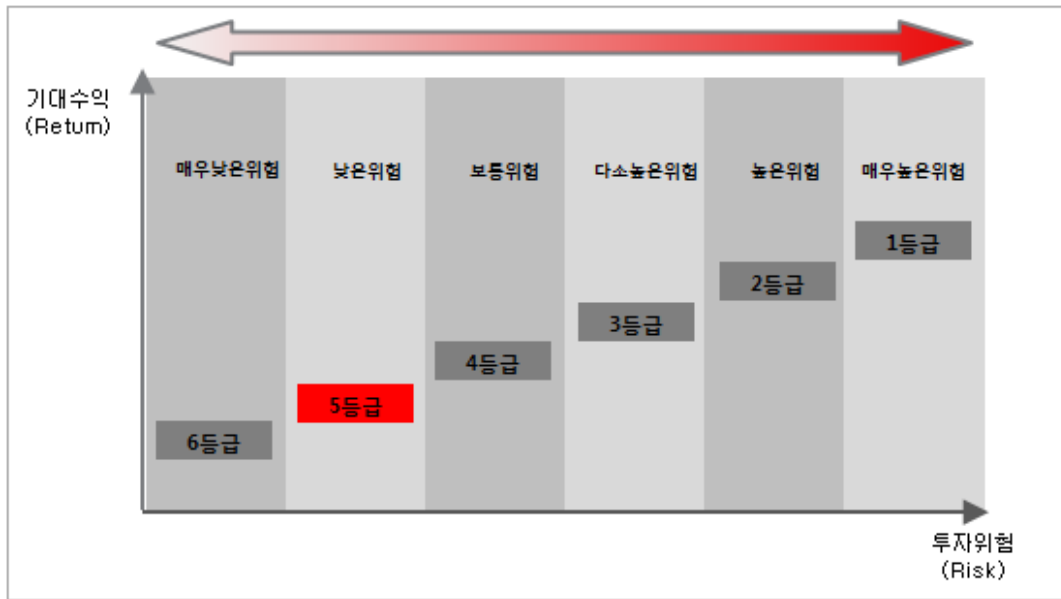 기대수익
(Return)
매우낮은위험 낮은위험 보통위험 다소높은위험 높은위험 매우높은위험
1등급
2등급
3등급
4등급
5등급
6등급
투자위험
(Risk)